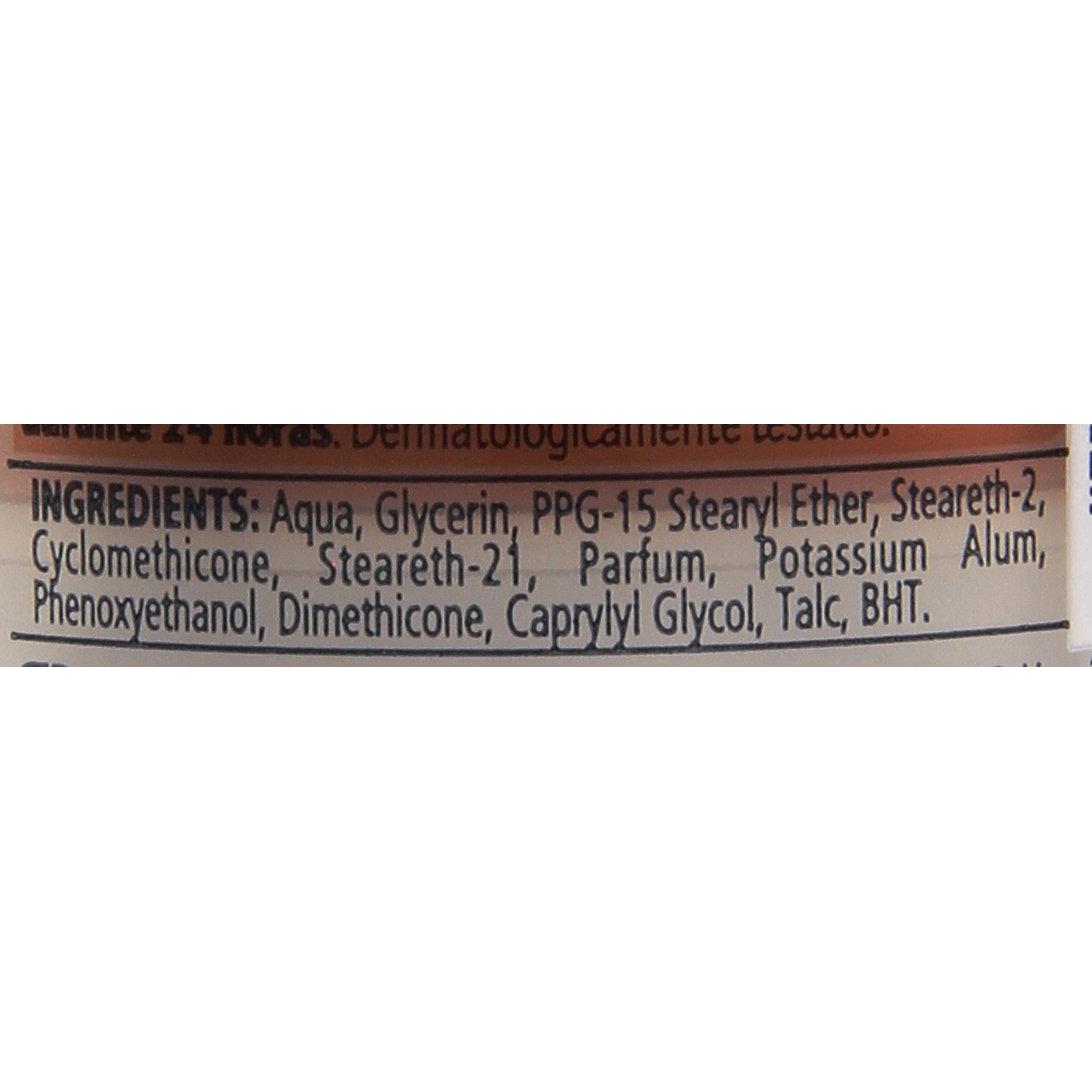 durante 24 horas. Dermatologicamente testado.
INGREDIENTS: Aqua, Glycerin, PPG-15 Stearyl Ether, Steareth-2,
Cyclomethicone, Steareth-21, Parfum, Potassium Alum,
Phenoxyethanol, Dimethicone, Caprylyl Glycol, Talc, BHT.